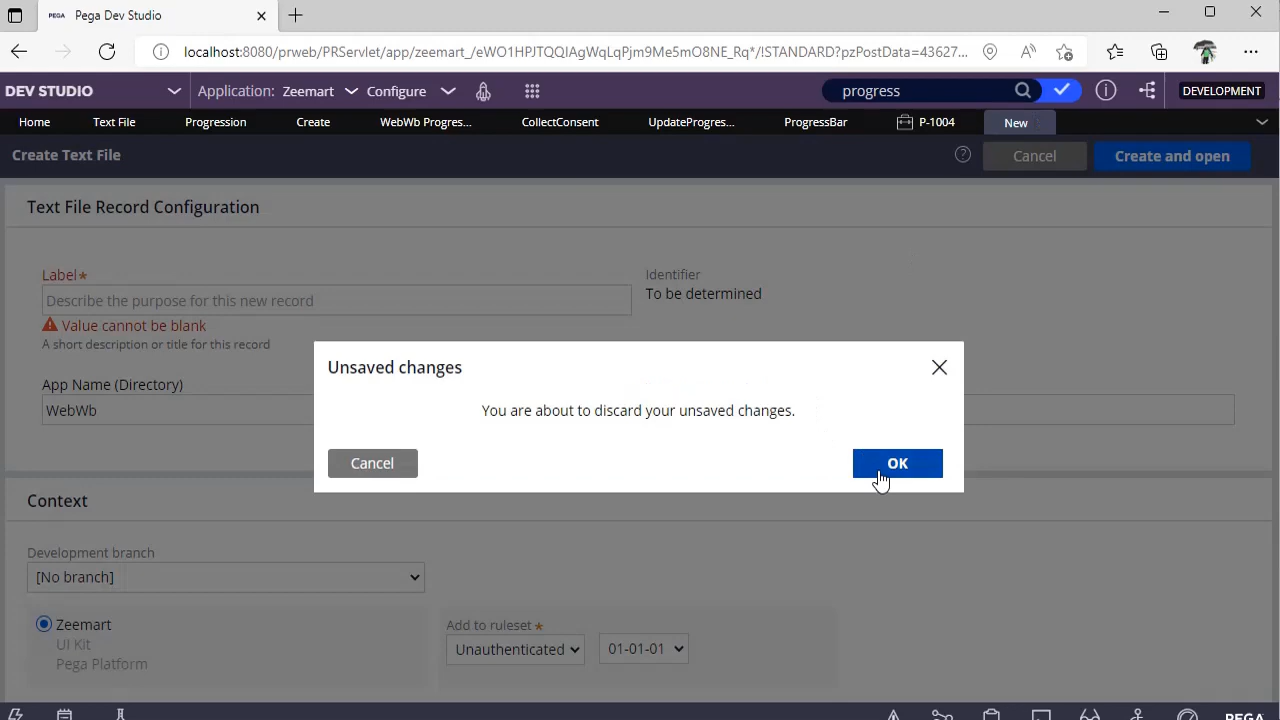 PEGA Pega Dev Studio
localhost:8080/prweb/PRServlet/app/zeemart_/eWO1HPJTQQIAgWqLqPjm9Me5mO8NE_Rq*/!STANDARD?pzPostData=43627...
DEV STUDIO Application: Zeemart Configure progress DEVELOPMENT
Home Text File Progression Create WebWb Progres... CollectConsent UpdateProgres... ProgressBar P-1004 New
Create Text File ? Cancel Create and open
Text File Record Configuration
Label* Identifier
Describe the purpose for this new record To be determined
Value cannot be blank
A short description or title for this record
App Name (Directory)
WebWb
Unsaved changes
You are about to discard your unsaved changes.
Cancel OK
Context
Development branch
[No branch]
Zeemart Add to ruleset*
UI Kit Unauthenticated 01-01-01
Pega Platform
PEGA